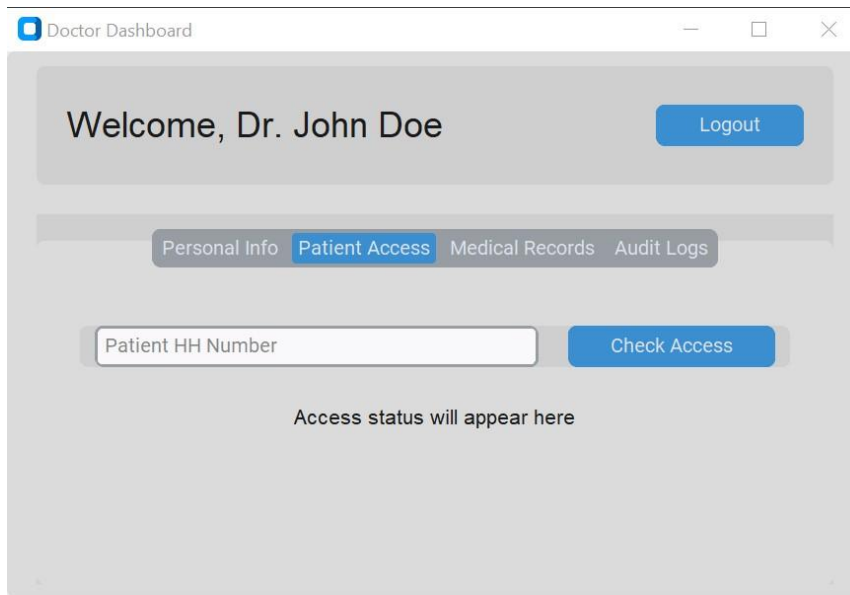 Doctor Dashboard
Welcome, Dr. John Doe
Logout
Personal Info Patient Access Medical Records Audit Logs
Patient HH Number
Check Access
Access status will appear here